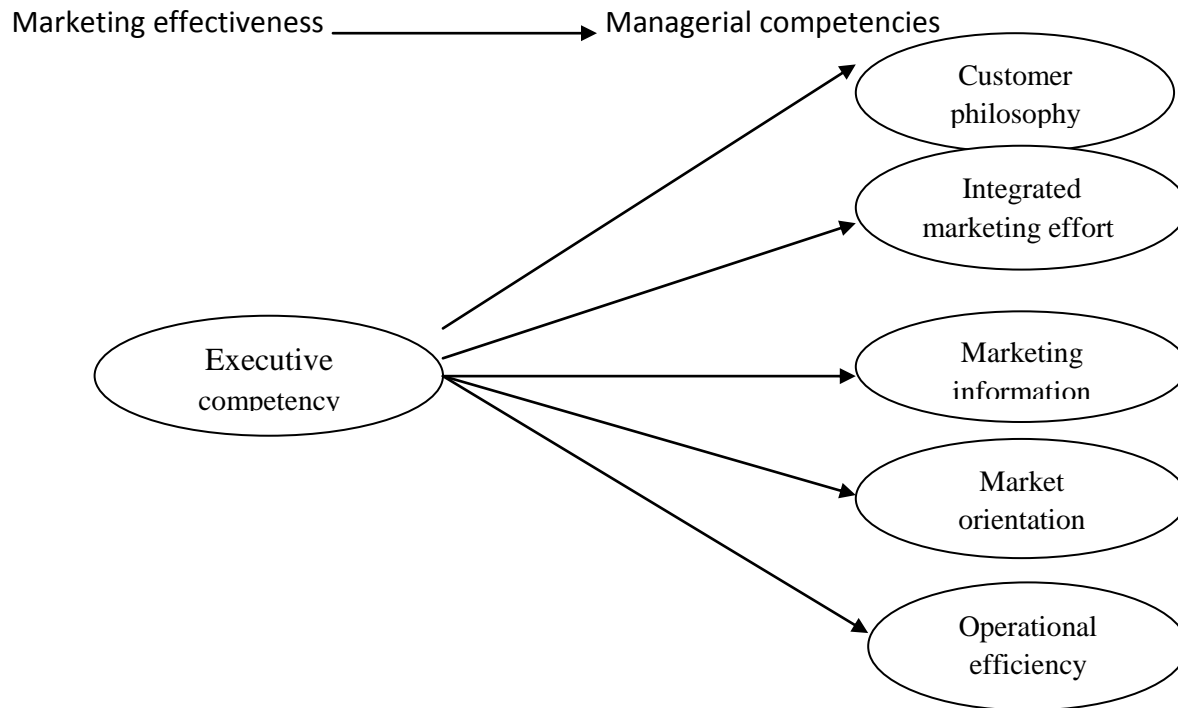 Marketing effectiveness
Managerial competencies
Customer
philosophy
Integrated
marketing effort
Executive
competency
Marketing
information
Market
orientation
Operational
efficiency